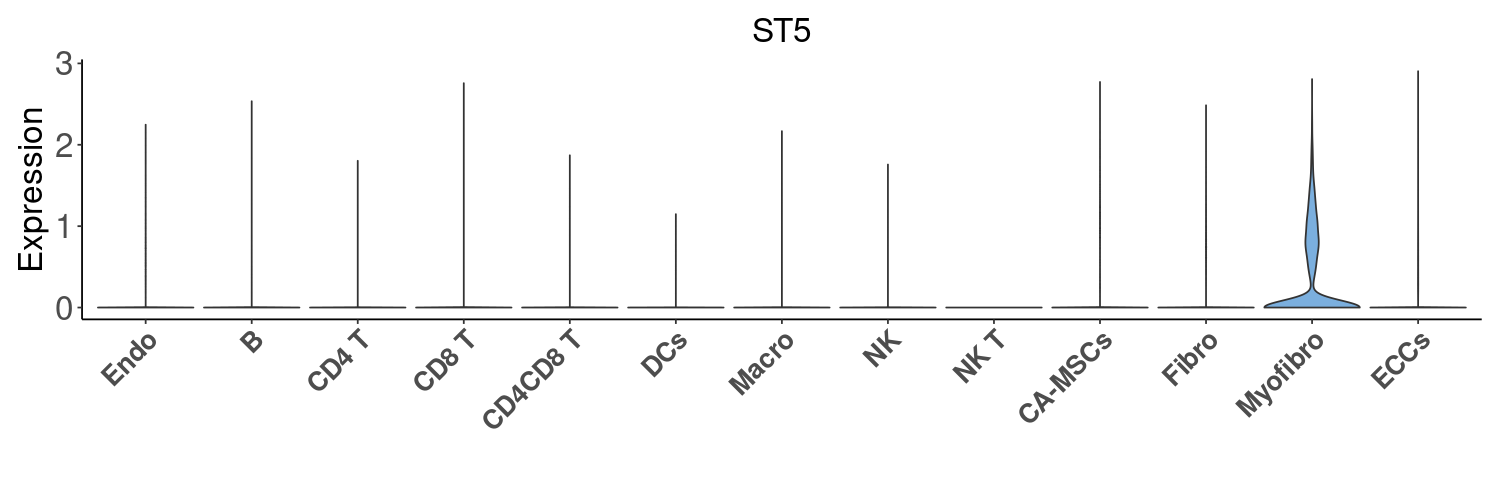 ST5
Expression
3
2
1
0
Endo
B
CD4 T
CD8 T
CD4CD8 T
DCs
Macro
NK
NK T
CA-MSCs
Fibro
Myofibro
ECCs